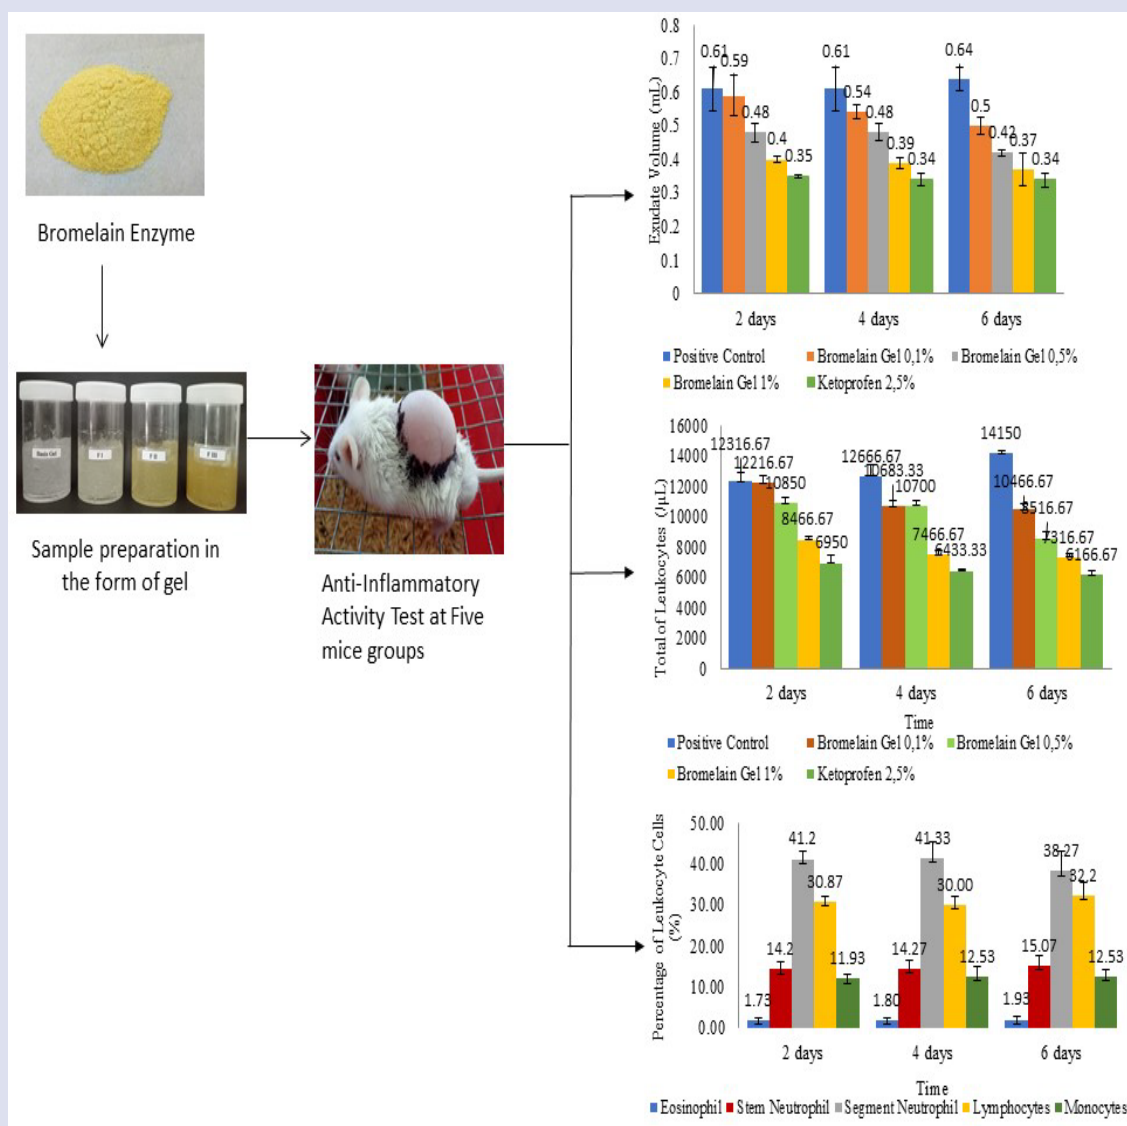 Bromelain Enzyme
Basis Gel
F I
F II
F III
Sample preparation in
the form of gel
Anti-Inflammatory
Activity Test at Five
mice groups
Exudate Volume (mL)
0.8
0.7
0.6
0.5
0.4
0.3
0.2
0.1
0
0.61 0.59 0.48 0.4 0.35
0.61 0.54 0.48 0.39 0.34
0.64 0.5 0.42 0.37 0.34
2 days 4 days 6 days
Positive Control Bromelain Gel 0,1% Bromelain Gel 0,5%
Bromelain Gel 1% Ketoprofen 2,5%
Total of Leukocytes (/µL)
16000
14000
12000
10000
8000
6000
4000
2000
0
12316.67 12216.67 10850 8466.67 6950
12666.67 10683.33 10700 7466.67 6433.33
14150 10466.67 8516.67 7316.67 6166.67
2 days 4 days 6 days
Time
Positive Control Bromelain Gel 0,1% Bromelain Gel 0,5%
Bromelain Gel 1% Ketoprofen 2,5%
Percentage of Leukocyte Cells
(%)
50.00
40.00
30.00
20.00
10.00
0.00
1.73 14.2 41.2 30.87 11.93
1.80 14.27 41.33 30.00 12.53
1.93 15.07 38.27 32.2 12.53
2 days 4 days 6 days
Time
Eosinophil Stem Neutrophil Segment Neutrophil Lymphocytes Monocytes